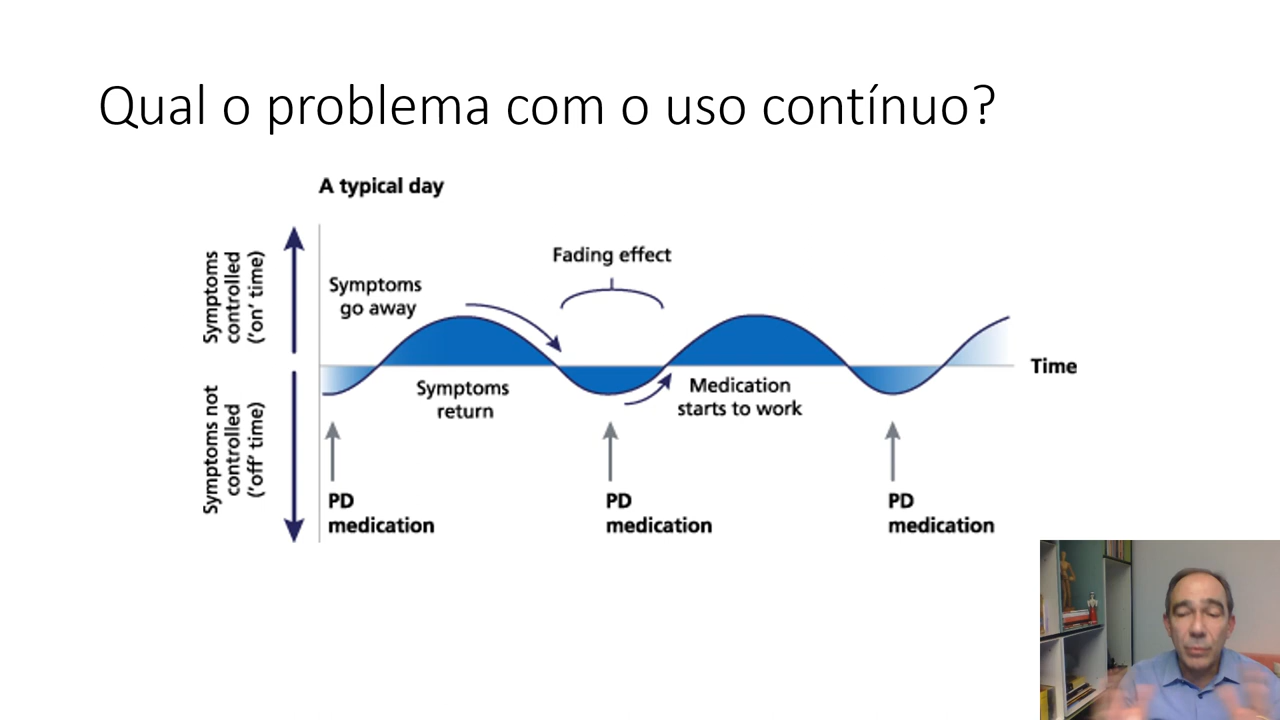 Qual o problema com o uso contínuo?
A typical day
Symptoms
controlled
('on' time)
Symptoms not
controlled
('off' time)
Symptoms
go away
Fading effect
Symptoms
return
Medication
starts to work
Time
PD
medication
PD
medication
PD
medication